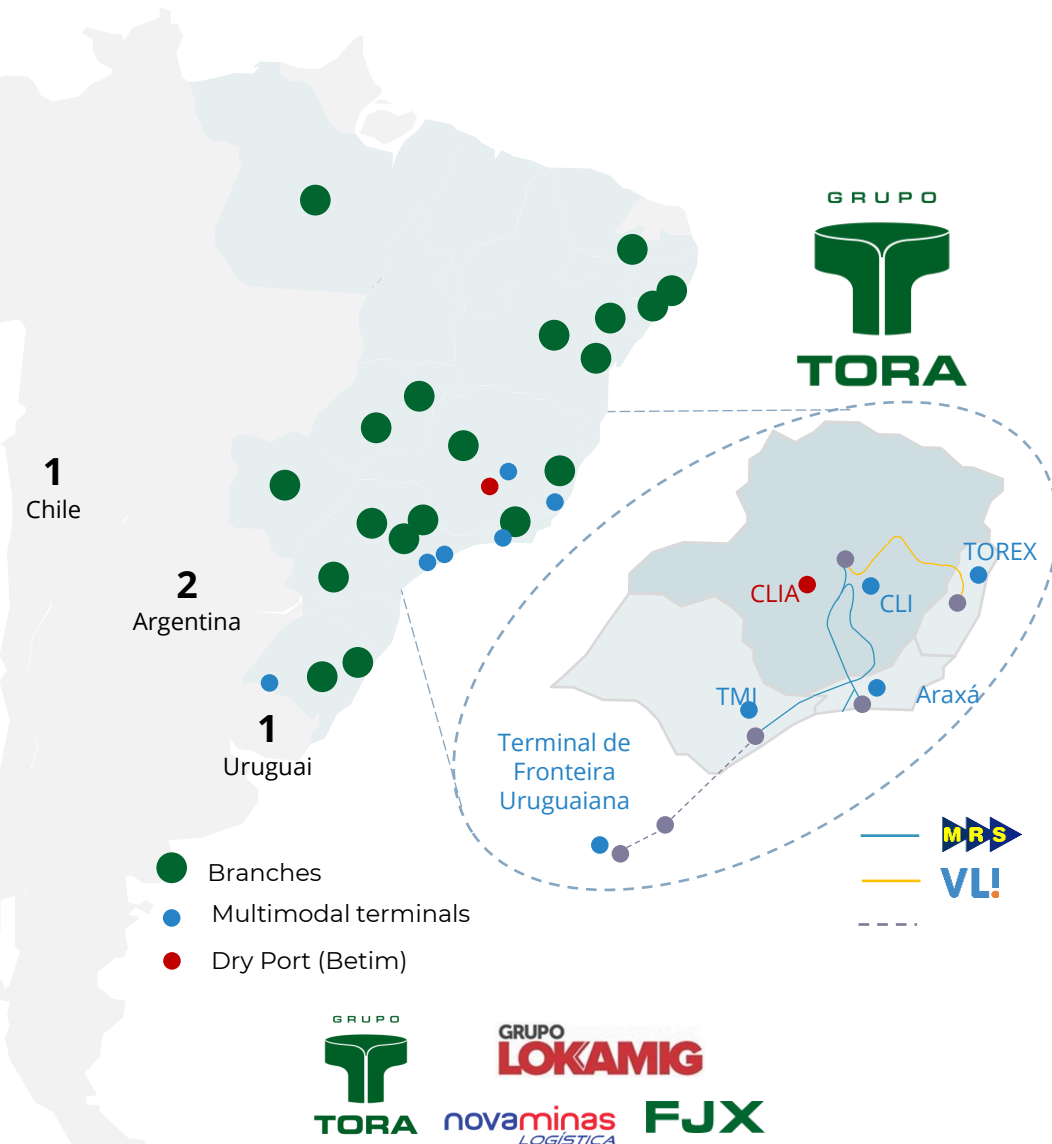 GRUPO
TORA
1
Chile
2
Argentina
1
Uruguai
TOREX
CLIA
CLI
TMI
Araxá
Terminal de
Fronteira
Uruguaiana
MRS
VL!
Branches
Multimodal terminals
Dry Port (Betim)
GRUPO
TORA
GRUPO
LOKAMIG
novaminas
LOGÍSTICA
FJX